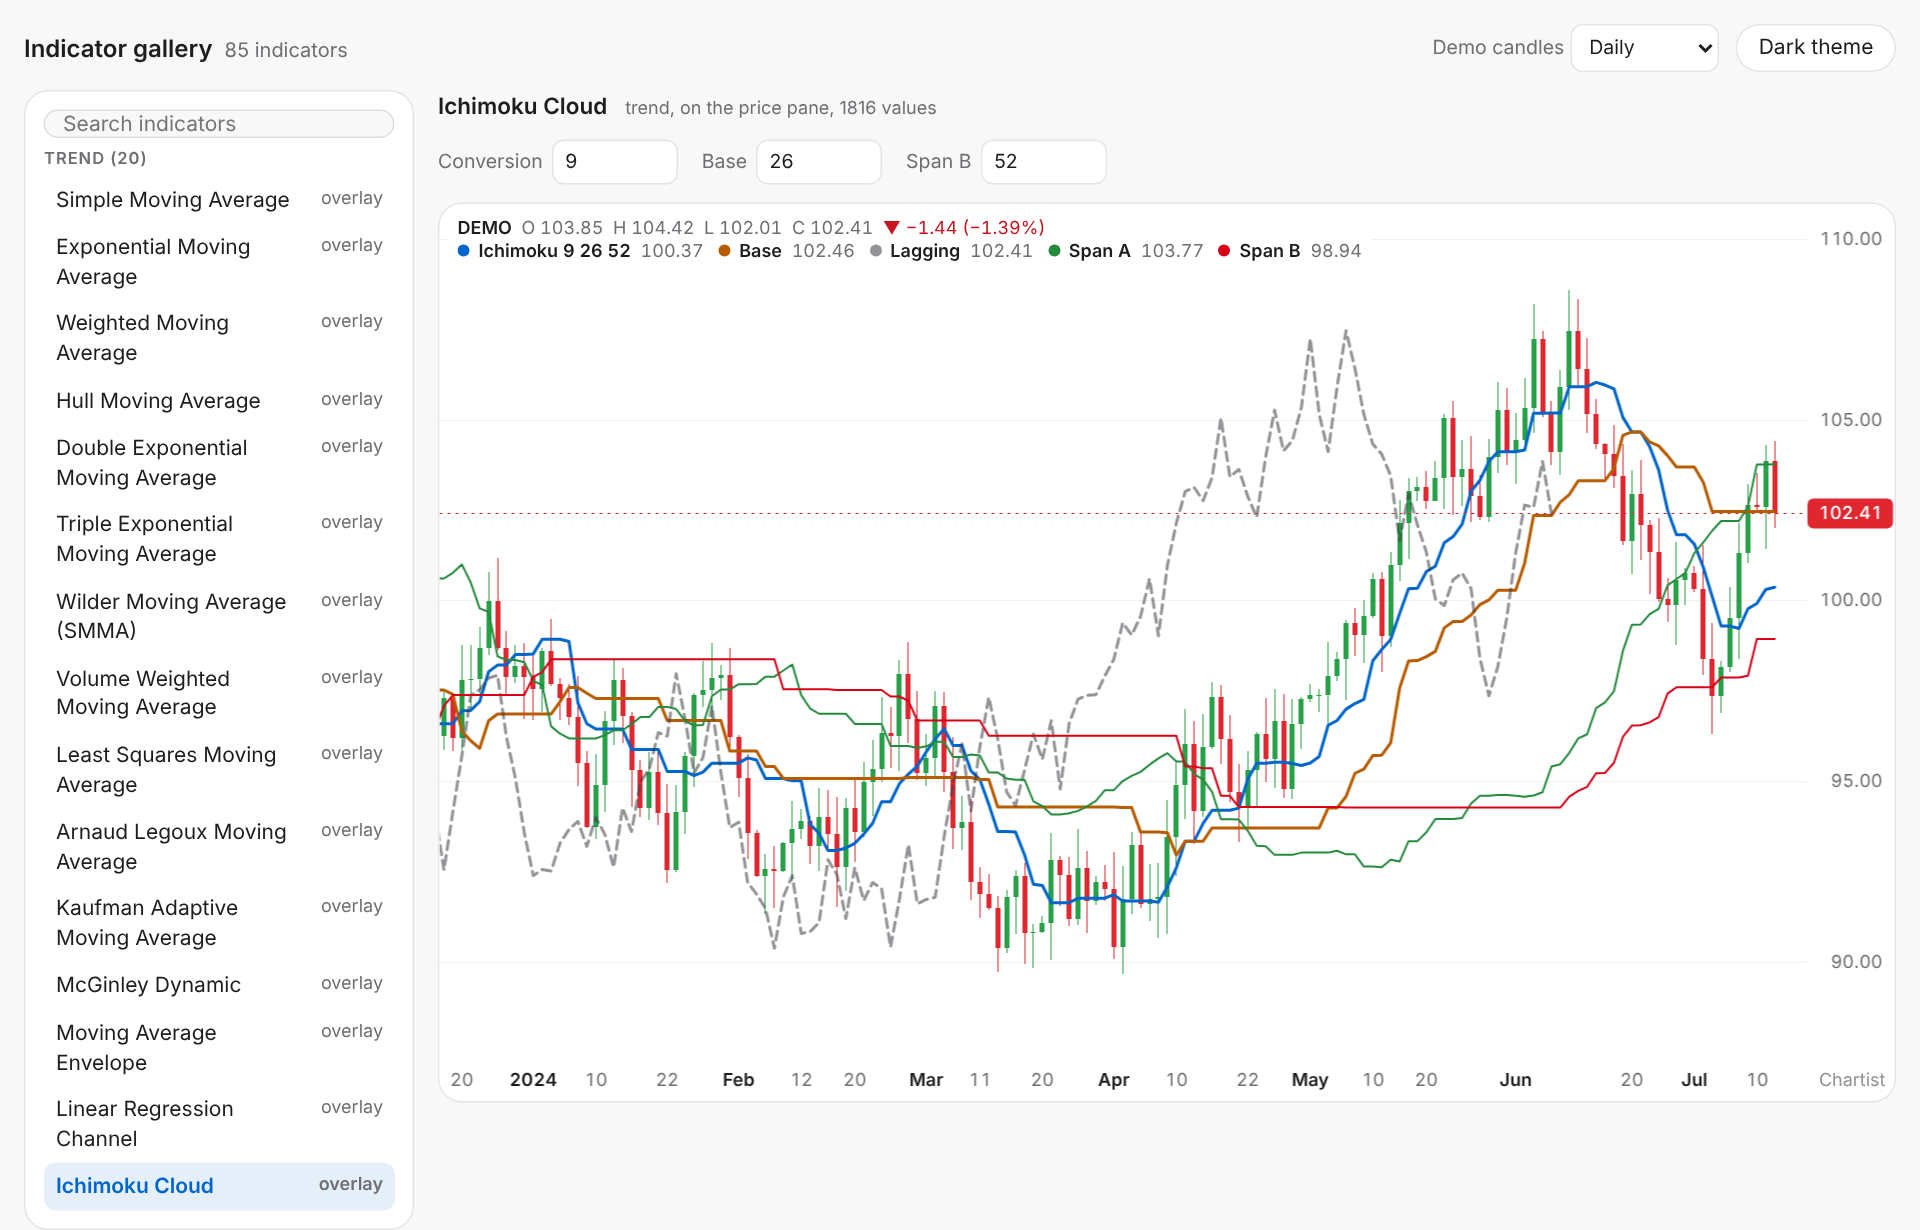 Indicator gallery 85 indicators
Demo candles Daily Dark theme
Search indicators
TREND (20)
Simple Moving Average overlay
Exponential Moving Average overlay
Weighted Moving Average overlay
Hull Moving Average overlay
Double Exponential Moving Average overlay
Triple Exponential Moving Average overlay
Wilder Moving Average (SMMA) overlay
Volume Weighted Moving Average overlay
Least Squares Moving Average overlay
Arnaud Legoux Moving Average overlay
Kaufman Adaptive Moving Average overlay
McGinley Dynamic overlay
Moving Average Envelope overlay
Linear Regression Channel overlay
Ichimoku Cloud overlay
Ichimoku Cloud trend, on the price pane, 1816 values
Conversion 9 Base 26 Span B 52
DEMO O 103.85 H 104.42 L 102.01 C 102.41 ▼ −1.44 (−1.39%)
Ichimoku 9 26 52 100.37 Base 102.46 Lagging 102.41 Span A 103.77 Span B 98.94
110.00
105.00
102.41
100.00
95.00
90.00
20 2024 10 22 Feb 12 20 Mar 11 20 Apr 10 22 May 10 20 Jun 20 Jul 10 Chartist